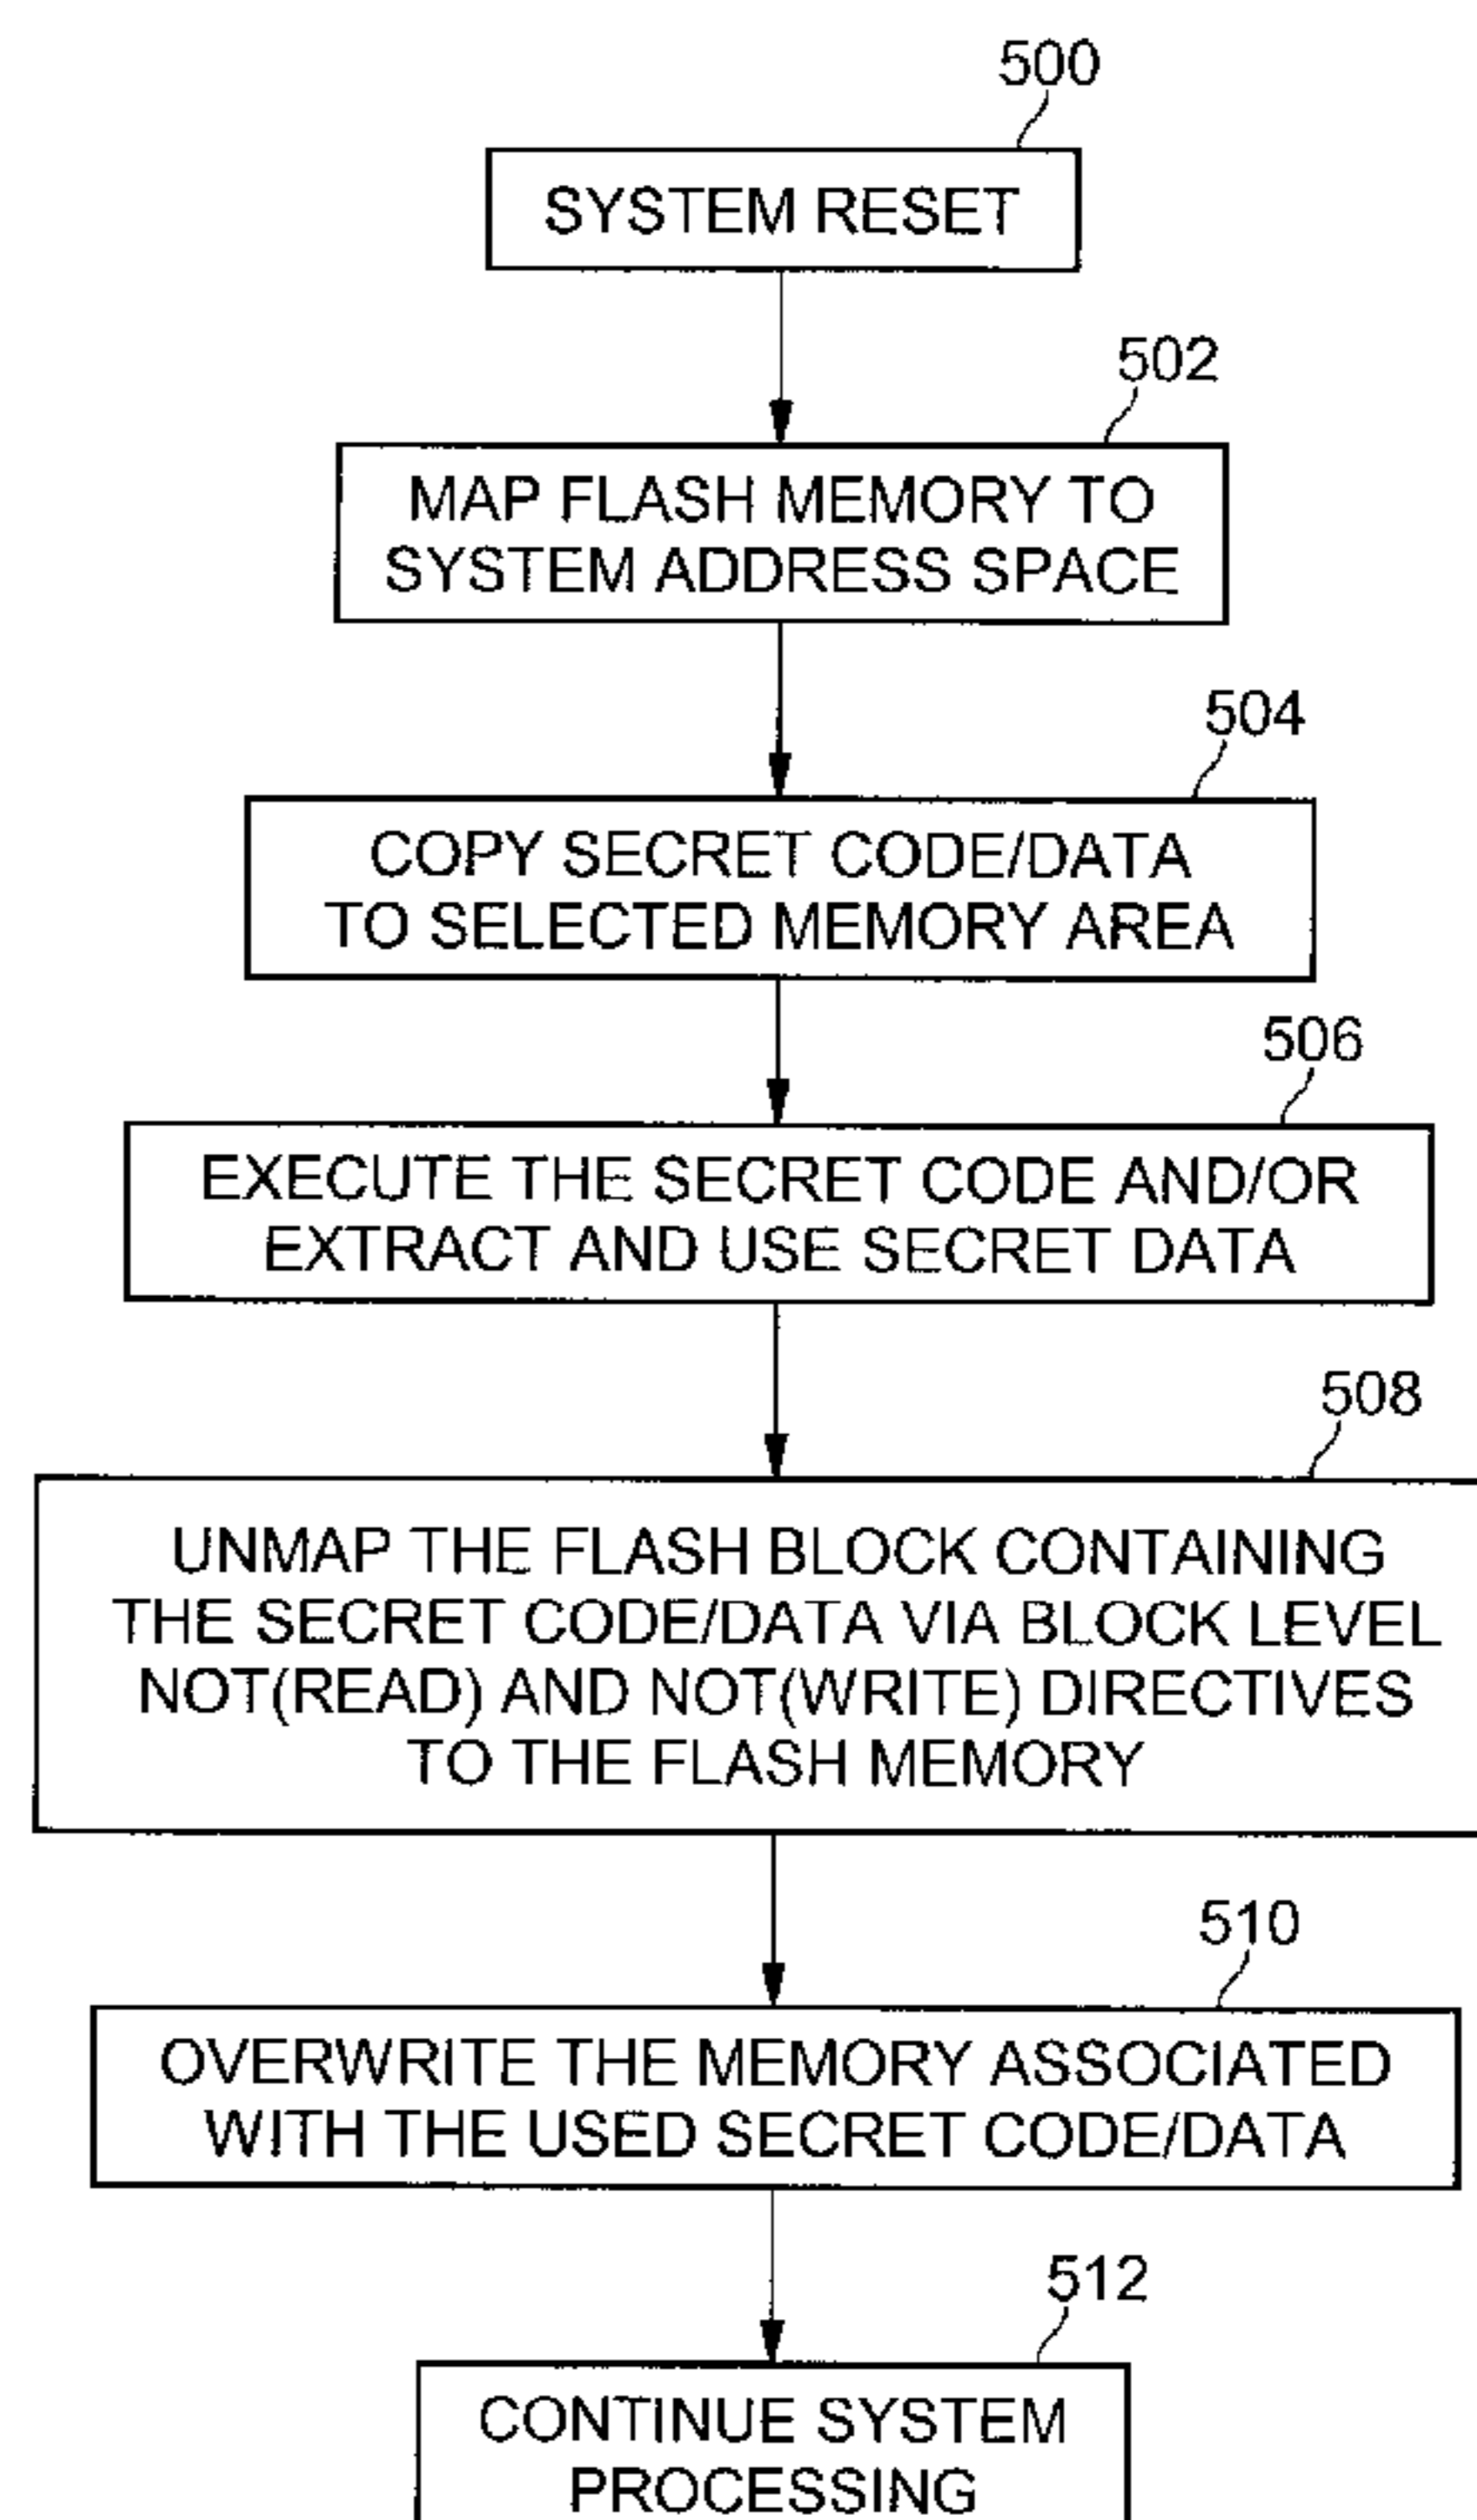 500
SYSTEM RESET
502
MAP FLASH MEMORY TO
SYSTEM ADDRESS SPACE
504
COPY SECRET CODE/DATA
TO SELECTED MEMORY AREA
506
EXECUTE THE SECRET CODE AND/OR
EXTRACT AND USE SECRET DATA
508
UNMAP THE FLASH BLOCK CONTAINING
THE SECRET CODE/DATA VIA BLOCK LEVEL
NOT(READ) AND NOT(WRITE) DIRECTIVES
TO THE FLASH MEMORY
510
OVERWRITE THE MEMORY ASSOCIATED
WITH THE USED SECRET CODE/DATA
512
CONTINUE SYSTEM
PROCESSING